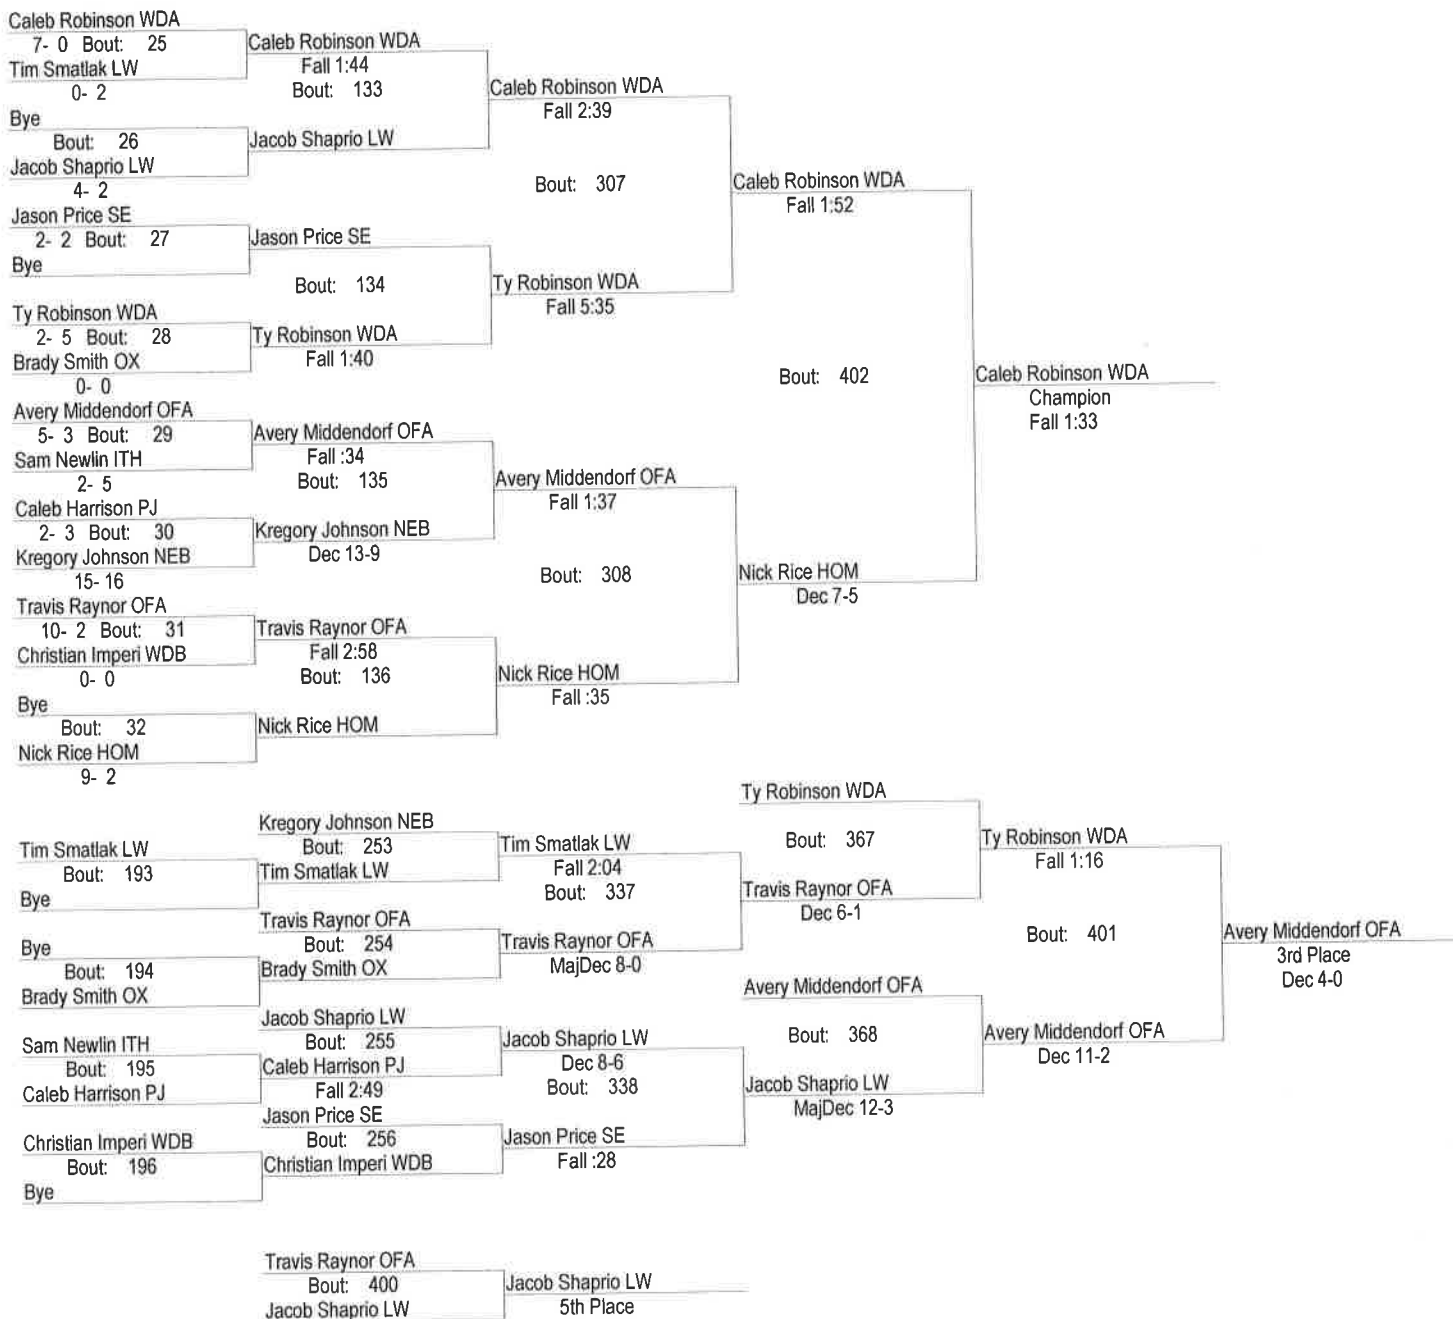 Caleb Robinson WDA
7- 0 Bout: 25
Tim Smatlak LW
0- 2
Bye
Bout: 26
Jacob Shaprio LW
4- 2
Jason Price SE
2- 2 Bout: 27
Bye
Ty Robinson WDA
2- 5 Bout: 28
Brady Smith OX
0- 0
Avery Middendorf OFA
5- 3 Bout: 29
Sam Newlin ITH
2- 5
Caleb Harrison PJ
2- 3 Bout: 30
Kregory Johnson NEB
15- 16
Travis Raynor OFA
10- 2 Bout: 31
Christian Imperi WDB
0- 0
Bye
Bout: 32
Nick Rice HOM
9- 2
Caleb Robinson WDA
Fall 1:44
Bout: 133
Jacob Shaprio LW
Jason Price SE
Bout: 134
Ty Robinson WDA
Fall 1:40
Avery Middendorf OFA
Fall :34
Bout: 135
Kregory Johnson NEB
Dec 13-9
Travis Raynor OFA
Fall 2:58
Bout: 136
Nick Rice HOM
Caleb Robinson WDA
Fall 2:39
Bout: 307
Ty Robinson WDA
Fall 5:35
Avery Middendorf OFA
Fall 1:37
Bout: 308
Nick Rice HOM
Fall :35
Caleb Robinson WDA
Fall 1:52
Bout: 402
Nick Rice HOM
Dec 7-5
Caleb Robinson WDA
Champion
Fall 1:33
Tim Smatlak LW
Bout: 193
Bye
Bye
Bout: 194
Brady Smith OX
Sam Newlin ITH
Bout: 195
Caleb Harrison PJ
Christian Imperi WDB
Bout: 196
Bye
Kregory Johnson NEB
Bout: 253
Tim Smatlak LW
Travis Raynor OFA
Bout: 254
Brady Smith OX
Jacob Shaprio LW
Bout: 255
Caleb Harrison PJ
Fall 2:49
Jason Price SE
Bout: 256
Christian Imperi WDB
Tim Smatlak LW
Fall 2:04
Bout: 337
Travis Raynor OFA
MajDec 8-0
Jacob Shaprio LW
Dec 8-6
Bout: 338
Jason Price SE
Fall :28
Ty Robinson WDA
Bout: 367
Travis Raynor OFA
Dec 6-1
Avery Middendorf OFA
Bout: 368
Jacob Shaprio LW
MajDec 12-3
Ty Robinson WDA
Fall 1:16
Bout: 401
Avery Middendorf OFA
Dec 11-2
Avery Middendorf OFA
3rd Place
Dec 4-0
Travis Raynor OFA
Bout: 400
Jacob Shaprio LW
Jacob Shaprio LW
5th Place